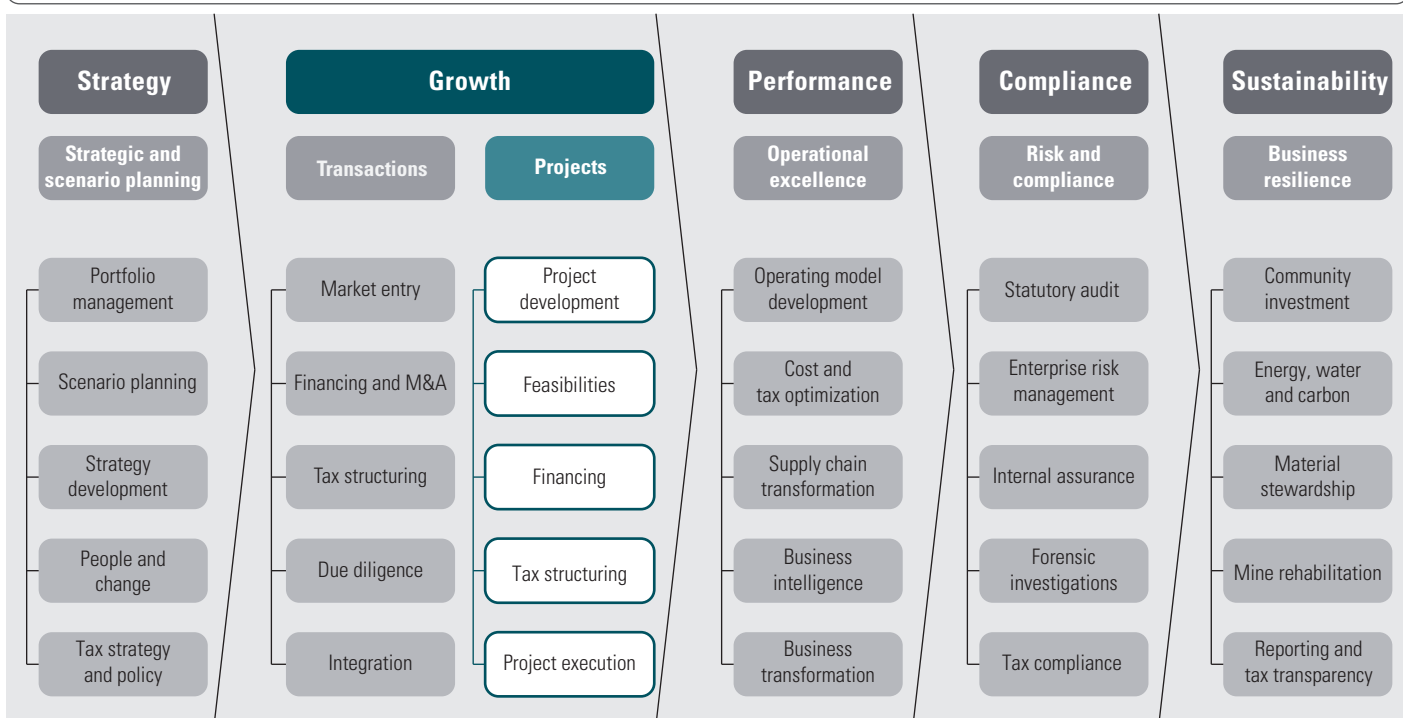 Strategy
Growth
Performance
Compliance
Sustainability
Strategic and
scenario planning
Transactions
Projects
Operational
excellence
Risk and
compliance
Business
resilience
Portfolio
management
Scenario planning
Strategy
development
People and
change
Tax strategy
and policy
Market entry
Financing and M&A
Tax structuring
Due diligence
Integration
Project
development
Feasibilities
Financing
Tax structuring
Project execution
Operating model
development
Cost and
tax optimization
Supply chain
transformation
Business
intelligence
Business
transformation
Statutory audit
Enterprise risk
management
Internal assurance
Forensic
investigations
Tax compliance
Community
investment
Energy, water
and carbon
Material
stewardship
Mine rehabilitation
Reporting and
tax transparency